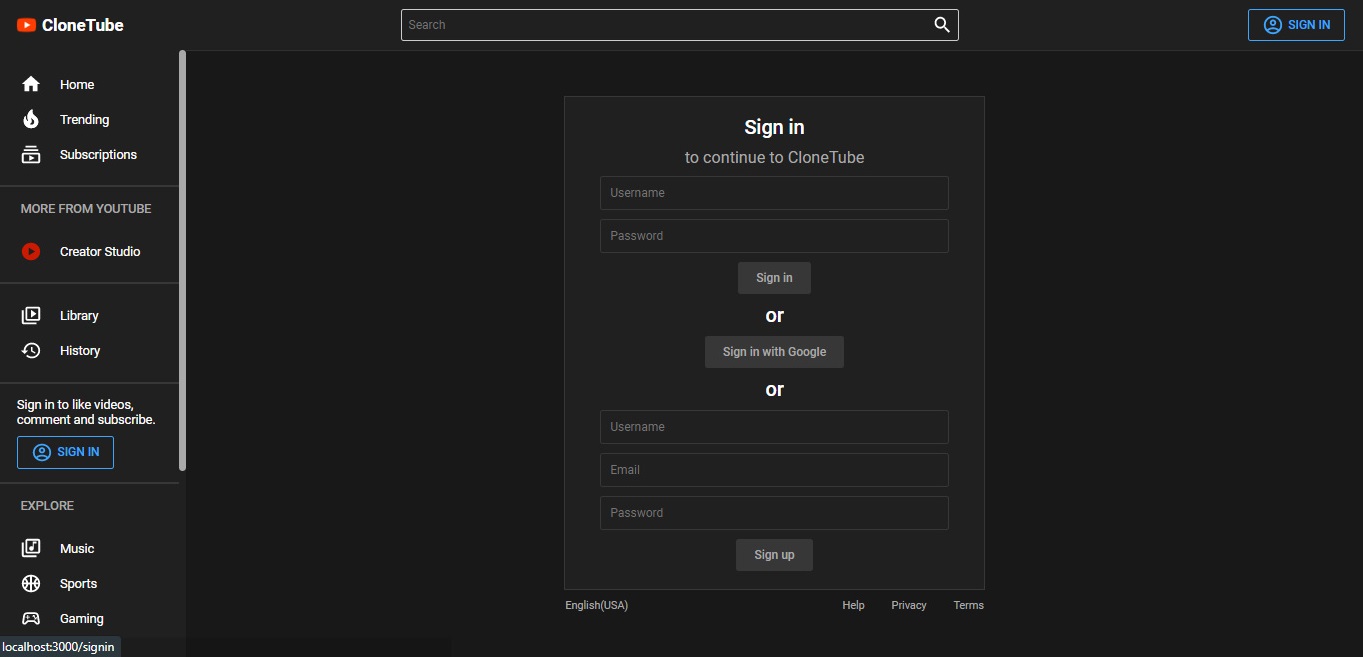 CloneTube
Search
SIGN IN
Home
Trending
Subscriptions
MORE FROM YOUTUBE
Creator Studio
Library
History
Sign in to like videos,
comment and subscribe.
SIGN IN
EXPLORE
Music
Sports
Gaming
localhost:3000/signin
Sign in
to continue to CloneTube
Username
Password
Sign in
or
Sign in with Google
or
Username
Email
Password
Sign up
English(USA)
Help Privacy Terms